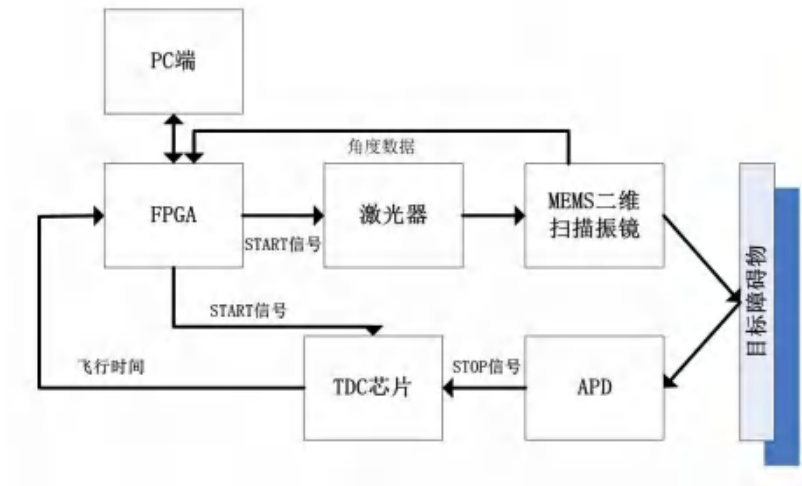 PC端
角度数据
FPGA
START信号
激光器
MEMS二维
扫描振镜
目标障碍物
START信号
飞行时间
TDC芯片
STOP信号
APD